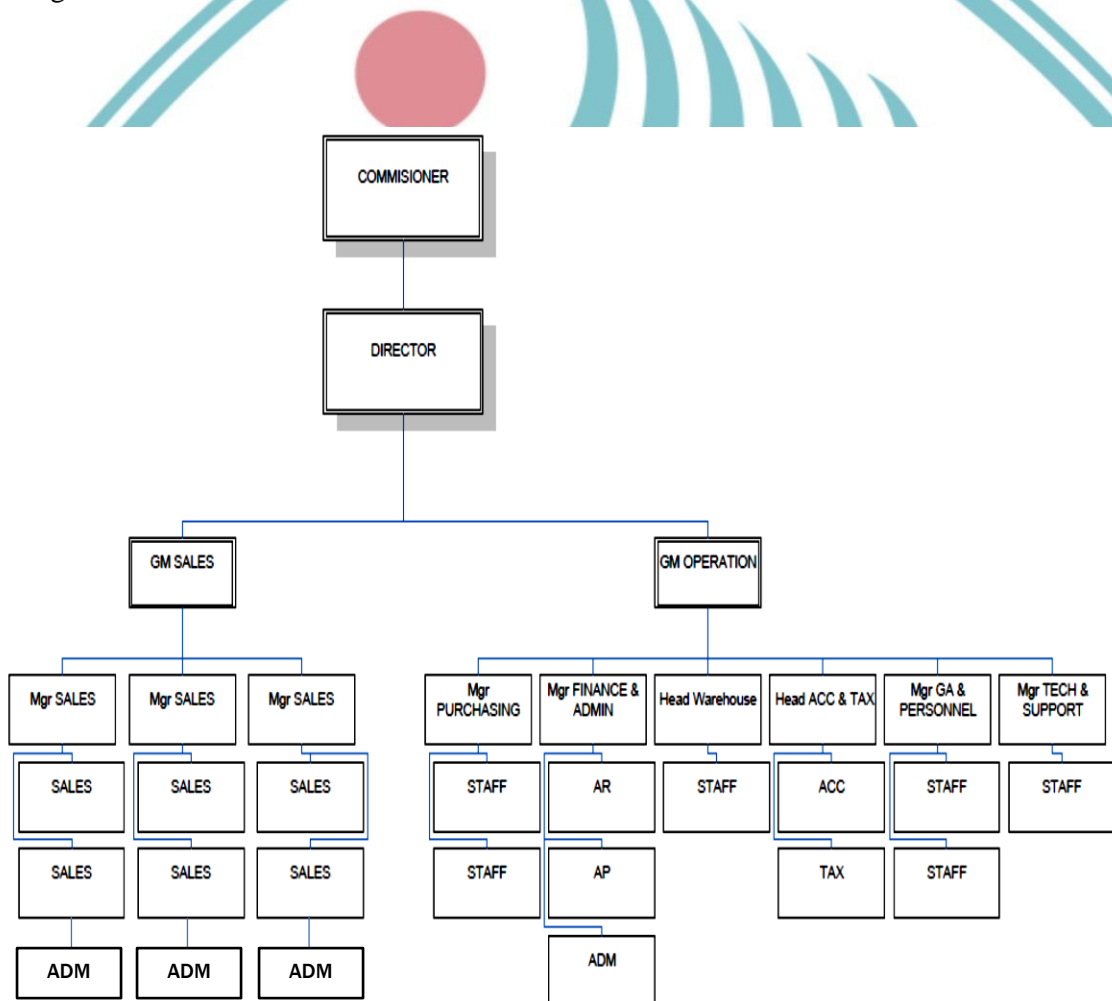 COMMISIONER
DIRECTOR
GM SALES
GM OPERATION
Mgr SALES
Mgr SALES
Mgr SALES
Mgr
PURCHASING
Mgr FINANCE &
ADMIN
Head Warehouse
Head ACC & TAX
Mgr GA &
PERSONNEL
Mgr TECH &
SUPPORT
SALES
SALES
SALES
STAFF
AR
STAFF
ACC
STAFF
STAFF
SALES
SALES
SALES
STAFF
AP
TAX
STAFF
ADM
ADM
ADM
ADM